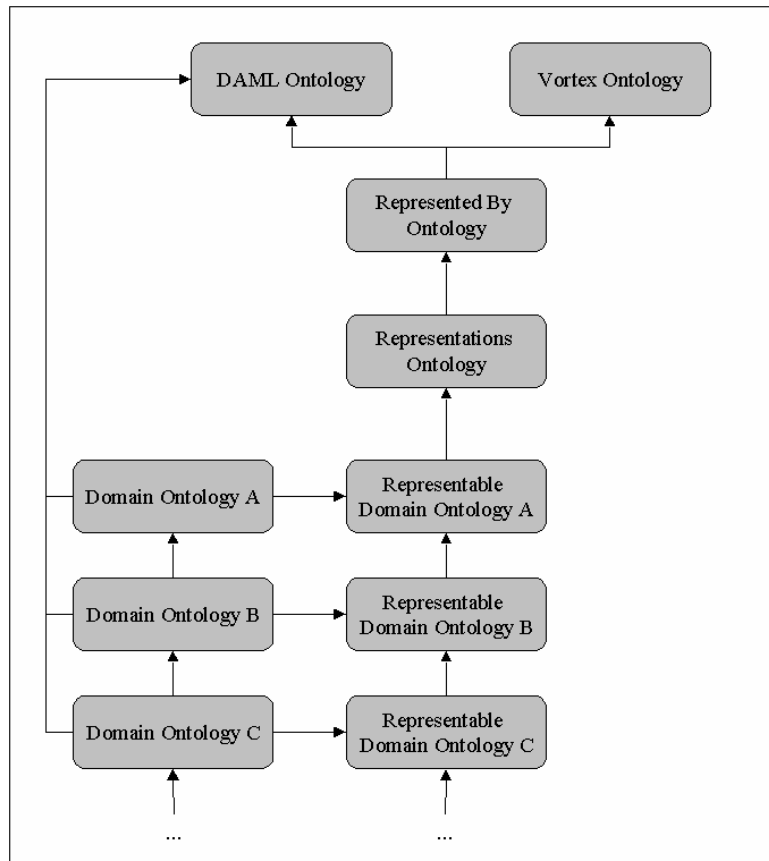 DAML Ontology
Vortex Ontology
Represented By
Ontology
Representations
Ontology
Domain Ontology A
Representable
Domain Ontology A
Domain Ontology B
Representable
Domain Ontology B
Domain Ontology C
Representable
Domain Ontology C
...
...